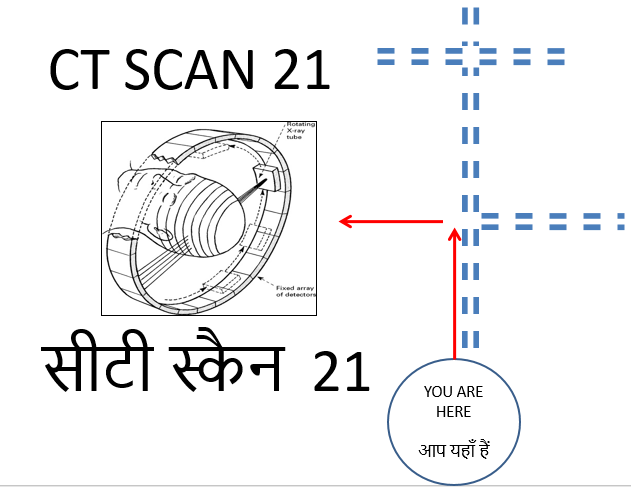 CT SCAN 21
Rotating
X-ray
tube
Fixed array
of detectors
सीटी स्कैन 21
YOU ARE
HERE
आप यहाँ हैं